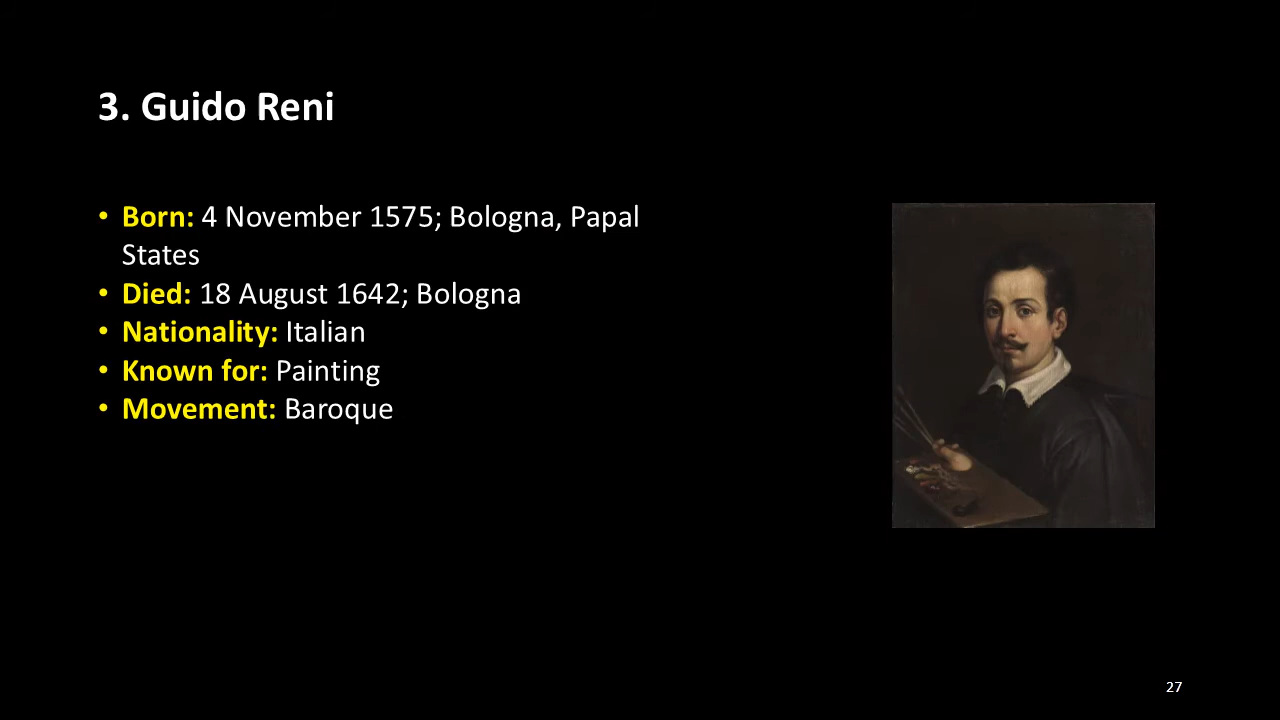 3. Guido Reni
• Born: 4 November 1575; Bologna, Papal
States
• Died: 18 August 1642; Bologna
• Nationality: Italian
• Known for: Painting
• Movement: Baroque
27